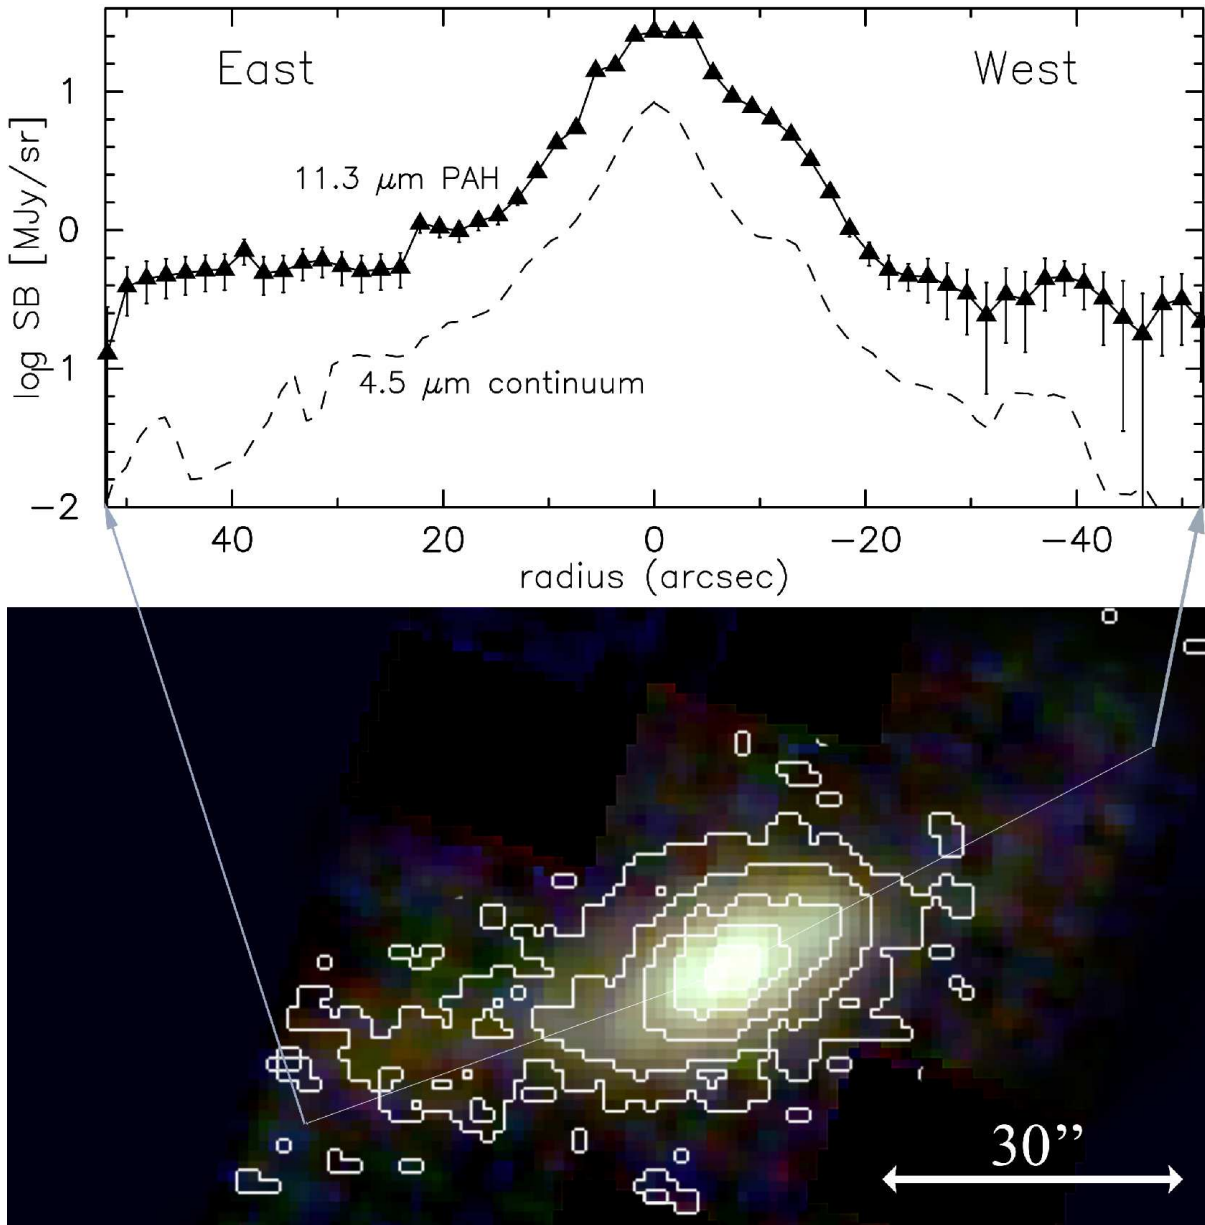 East
West
1
0
−1
−2
log SB [MJy/sr]
11.3 μm PAH
4.5 μm continuum
40
20
0
−20
−40
radius (arcsec)
30”